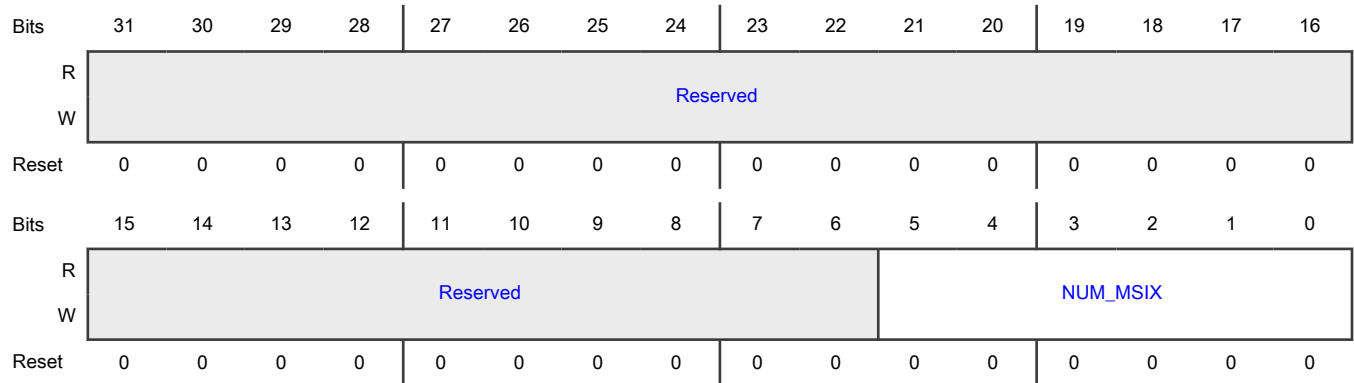 Bits 31 30 29 28 27 26 25 24 23 22 21 20 19 18 17 16
R
Reserved
W
Reset 0 0 0 0 0 0 0 0 0 0 0 0 0 0 0 0
Bits 15 14 13 12 11 10 9 8 7 6 5 4 3 2 1 0
R
Reserved NUM_MSIX
W
Reset 0 0 0 0 0 0 0 0 0 0 0 0 0 0 0 0